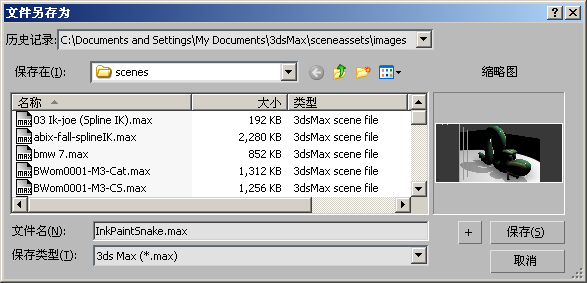 文件另存为
历史记录: C:\Documents and Settings\My Documents\3dsMax\sceneassets\images
保存在(I): scenes 缩略图
名称 大小 类型
03 Ik-joe (Spline IK).max 192 KB 3dsMax scene file
abix-fall-splineIK.max 2,280 KB 3dsMax scene file
bmw 7.max 852 KB 3dsMax scene file
BWom0001-M3-Cat.max 1,312 KB 3dsMax scene file
BWom0001-M3-CS.max 1,256 KB 3dsMax scene file
文件名(N): InkPaintSnake.max + 保存(S)
保存类型(T): 3ds Max (*.max) 取消